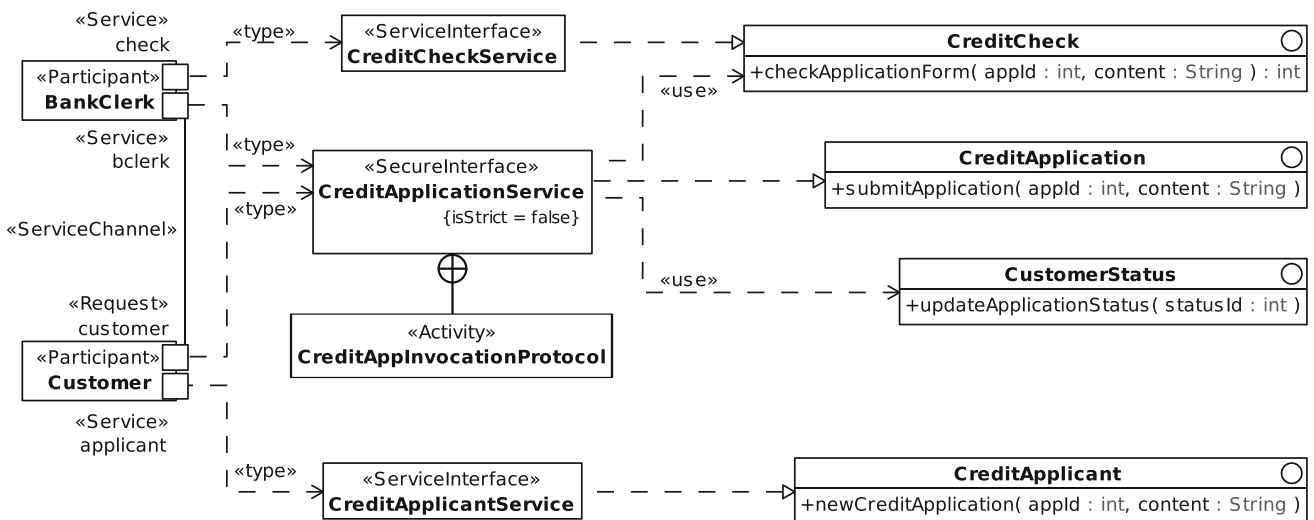 «Service»
check
«type»
«ServiceInterface»
CreditCheckService
CreditCheck
+checkApplicationForm( appId : int, content : String ) : int
«Participant»
BankClerk
«use»
«Service»
bclerk
«type»
«SecureInterface»
CreditApplicationService
{isStrict = false}
CreditApplication
+submitApplication( appId : int, content : String )
«type»
«ServiceChannel»
«use»
CustomerStatus
+updateApplicationStatus( statusId : int )
«Request»
customer
«Activity»
CreditAppInvocationProtocol
«Participant»
Customer
«Service»
applicant
«type»
«ServiceInterface»
CreditApplicantService
CreditApplicant
+newCreditApplication( appId : int, content : String )